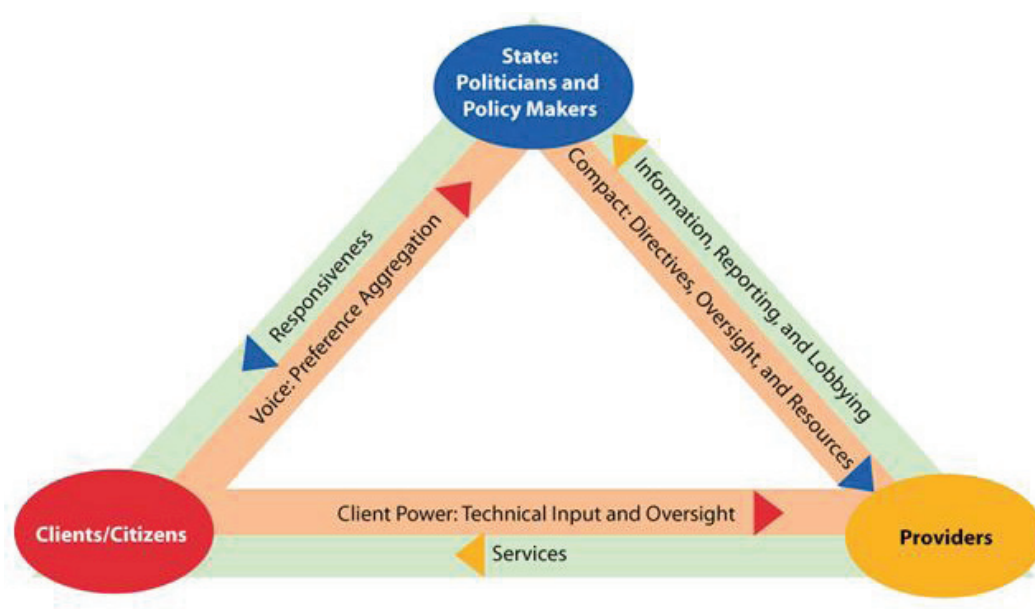 State:
Politicians and
Policy Makers
Responsiveness
Voice: Preference Aggregation
Compact: Directives, Oversight, and Resources
Information, Reporting, and Lobbying
Clients/Citizens
Client Power: Technical Input and Oversight
Services
Providers